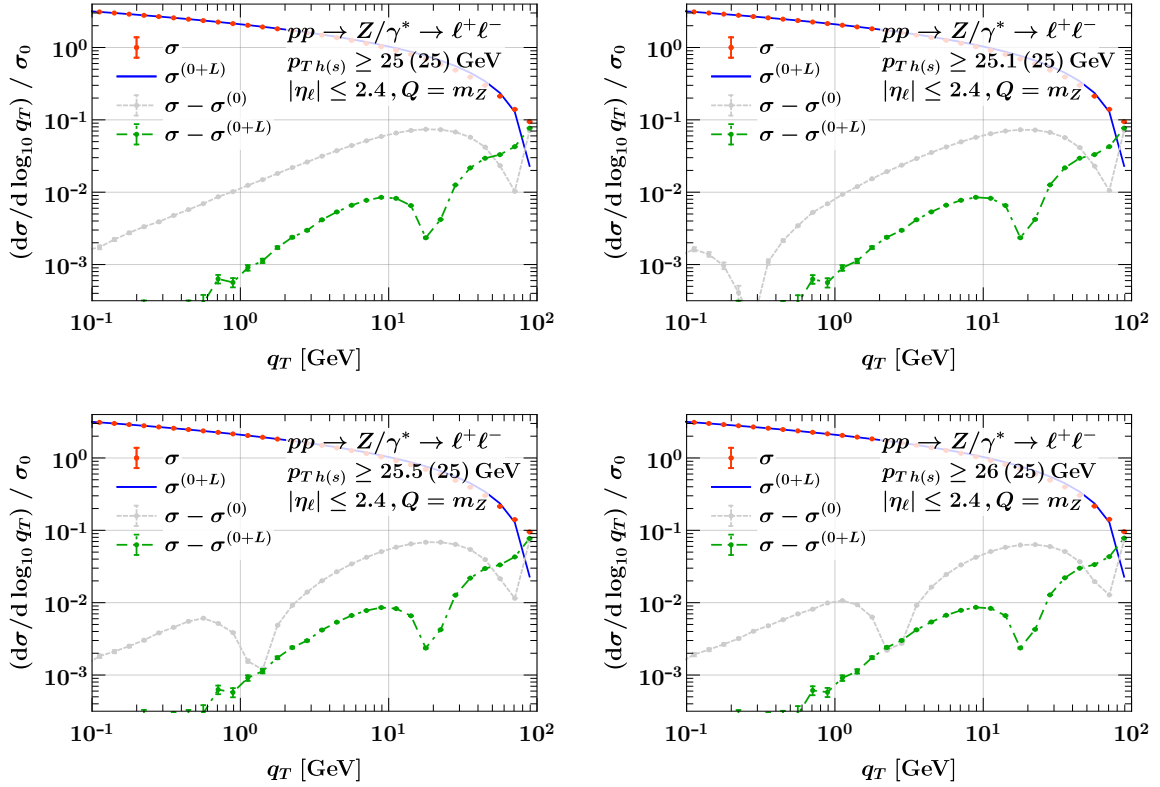 (dσ/d log₁₀ q_T) / σ₀
10⁰
10⁻¹
10⁻²
10⁻³
pp → Z/γ* → ℓ⁺ℓ⁻
p_{T h(s)} ≥ 25 (25) GeV
|η_ℓ| ≤ 2.4 , Q = m_Z
σ
σ^{(0+L)}
σ − σ^{(0)}
σ − σ^{(0+L)}
10⁻¹ 10⁰ 10¹ 10²
q_T [GeV]
(dσ/d log₁₀ q_T) / σ₀
10⁰
10⁻¹
10⁻²
10⁻³
pp → Z/γ* → ℓ⁺ℓ⁻
p_{T h(s)} ≥ 25.1 (25) GeV
|η_ℓ| ≤ 2.4 , Q = m_Z
σ
σ^{(0+L)}
σ − σ^{(0)}
σ − σ^{(0+L)}
10⁻¹ 10⁰ 10¹ 10²
q_T [GeV]
(dσ/d log₁₀ q_T) / σ₀
10⁰
10⁻¹
10⁻²
10⁻³
pp → Z/γ* → ℓ⁺ℓ⁻
p_{T h(s)} ≥ 25.5 (25) GeV
|η_ℓ| ≤ 2.4 , Q = m_Z
σ
σ^{(0+L)}
σ − σ^{(0)}
σ − σ^{(0+L)}
10⁻¹ 10⁰ 10¹ 10²
q_T [GeV]
(dσ/d log₁₀ q_T) / σ₀
10⁰
10⁻¹
10⁻²
10⁻³
pp → Z/γ* → ℓ⁺ℓ⁻
p_{T h(s)} ≥ 26 (25) GeV
|η_ℓ| ≤ 2.4 , Q = m_Z
σ
σ^{(0+L)}
σ − σ^{(0)}
σ − σ^{(0+L)}
10⁻¹ 10⁰ 10¹ 10²
q_T [GeV]